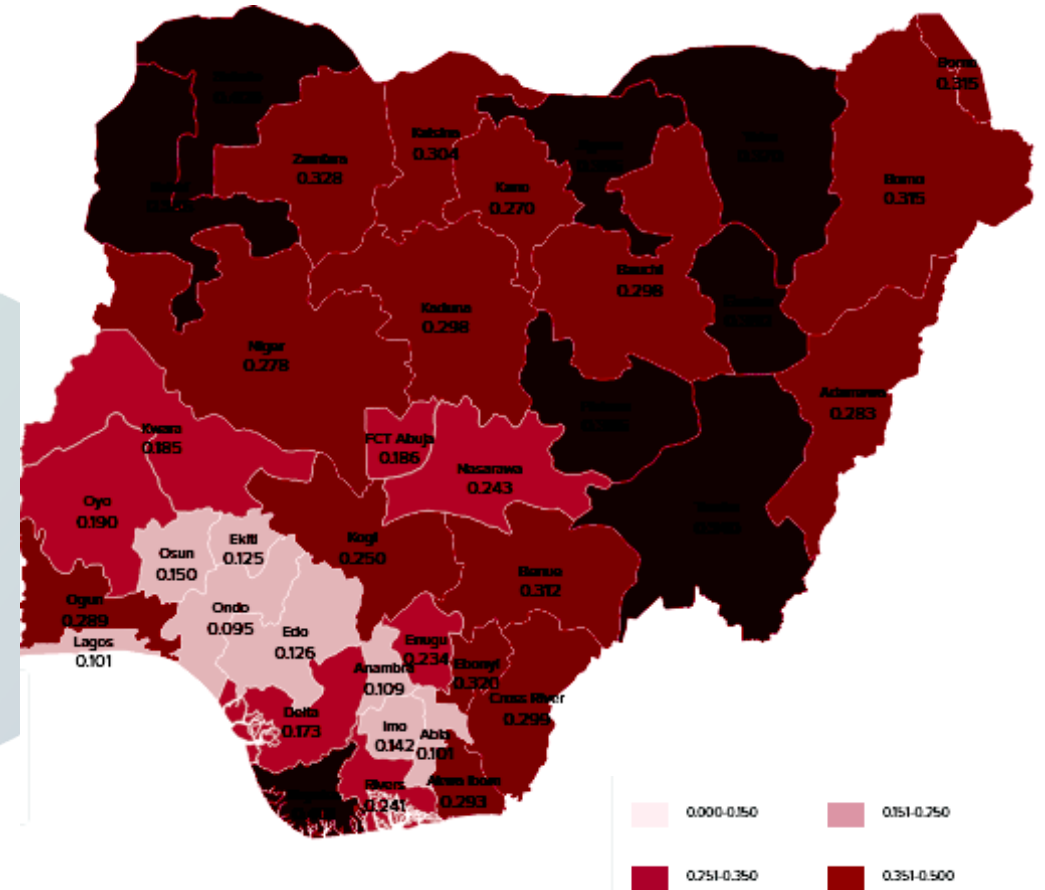 Borno
0.315
Katsina
0.304
Zamfara
0.328
Kano
0.270
Borno
0.315
Bauchi
0.298
Kaduna
0.298
Niger
0.278
Adamawa
0.283
FCT Abuja
0.186
Kwara
0.185
Nasarawa
0.243
Oyo
0.190
Kogi
0.250
Ekiti
0.125
Osun
0.150
Benue
0.312
Ogun
0.289
Ondo
0.095
Edo
0.126
Lagos
0.101
Enugu
0.234
Ebonyi
0.320
Anambra
0.109
Cross River
0.299
Delta
0.173
Imo
0.142
Abia
0.101
Rivers
0.241
Akwa Ibom
0.293
0.000-0.150
0.151-0.250
0.251-0.350
0.351-0.500